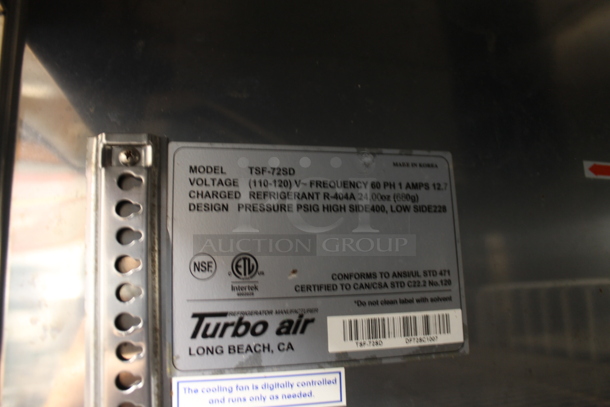 MADE IN KOREA
MODEL TSF-72SD
VOLTAGE (110-120) V~ FREQUENCY 60 PH 1 AMPS 12.7
CHARGED REFRIGERANT R-404A 24.00oz (680g)
DESIGN PRESSURE PSIG HIGH SIDE400, LOW SIDE228
AUCTION GROUP
NSF
ETL
Intertek
CONFORMS TO ANSI/UL STD 471
CERTIFIED TO CAN/CSA STD C22.2 No.120
*Do not clean label with solvent
REFRIGERATION MANUFACTURER
Turbo air
LONG BEACH, CA
TSF-72SD
The cooling fan is digitally controlled
and runs only as needed.